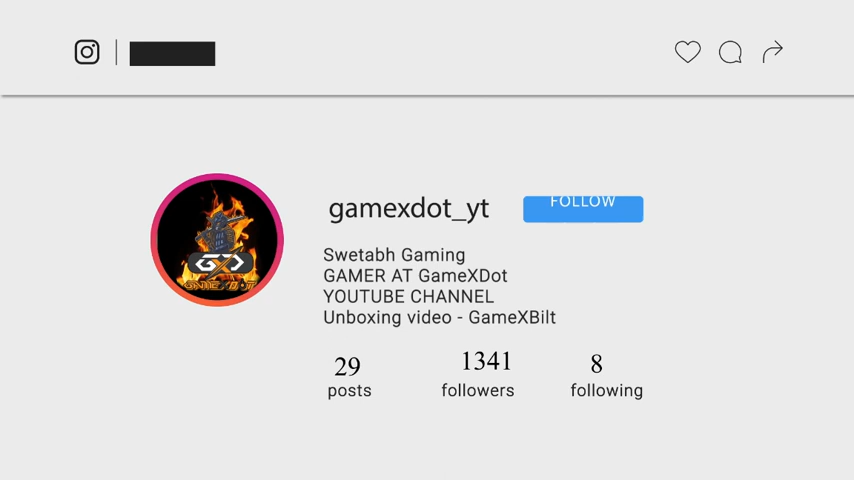 gamexdot_yt FOLLOW
Swetabh Gaming
GAMER AT GameXDot
YOUTUBE CHANNEL
Unboxing video - GameXBilt
29 1341 8
posts followers following